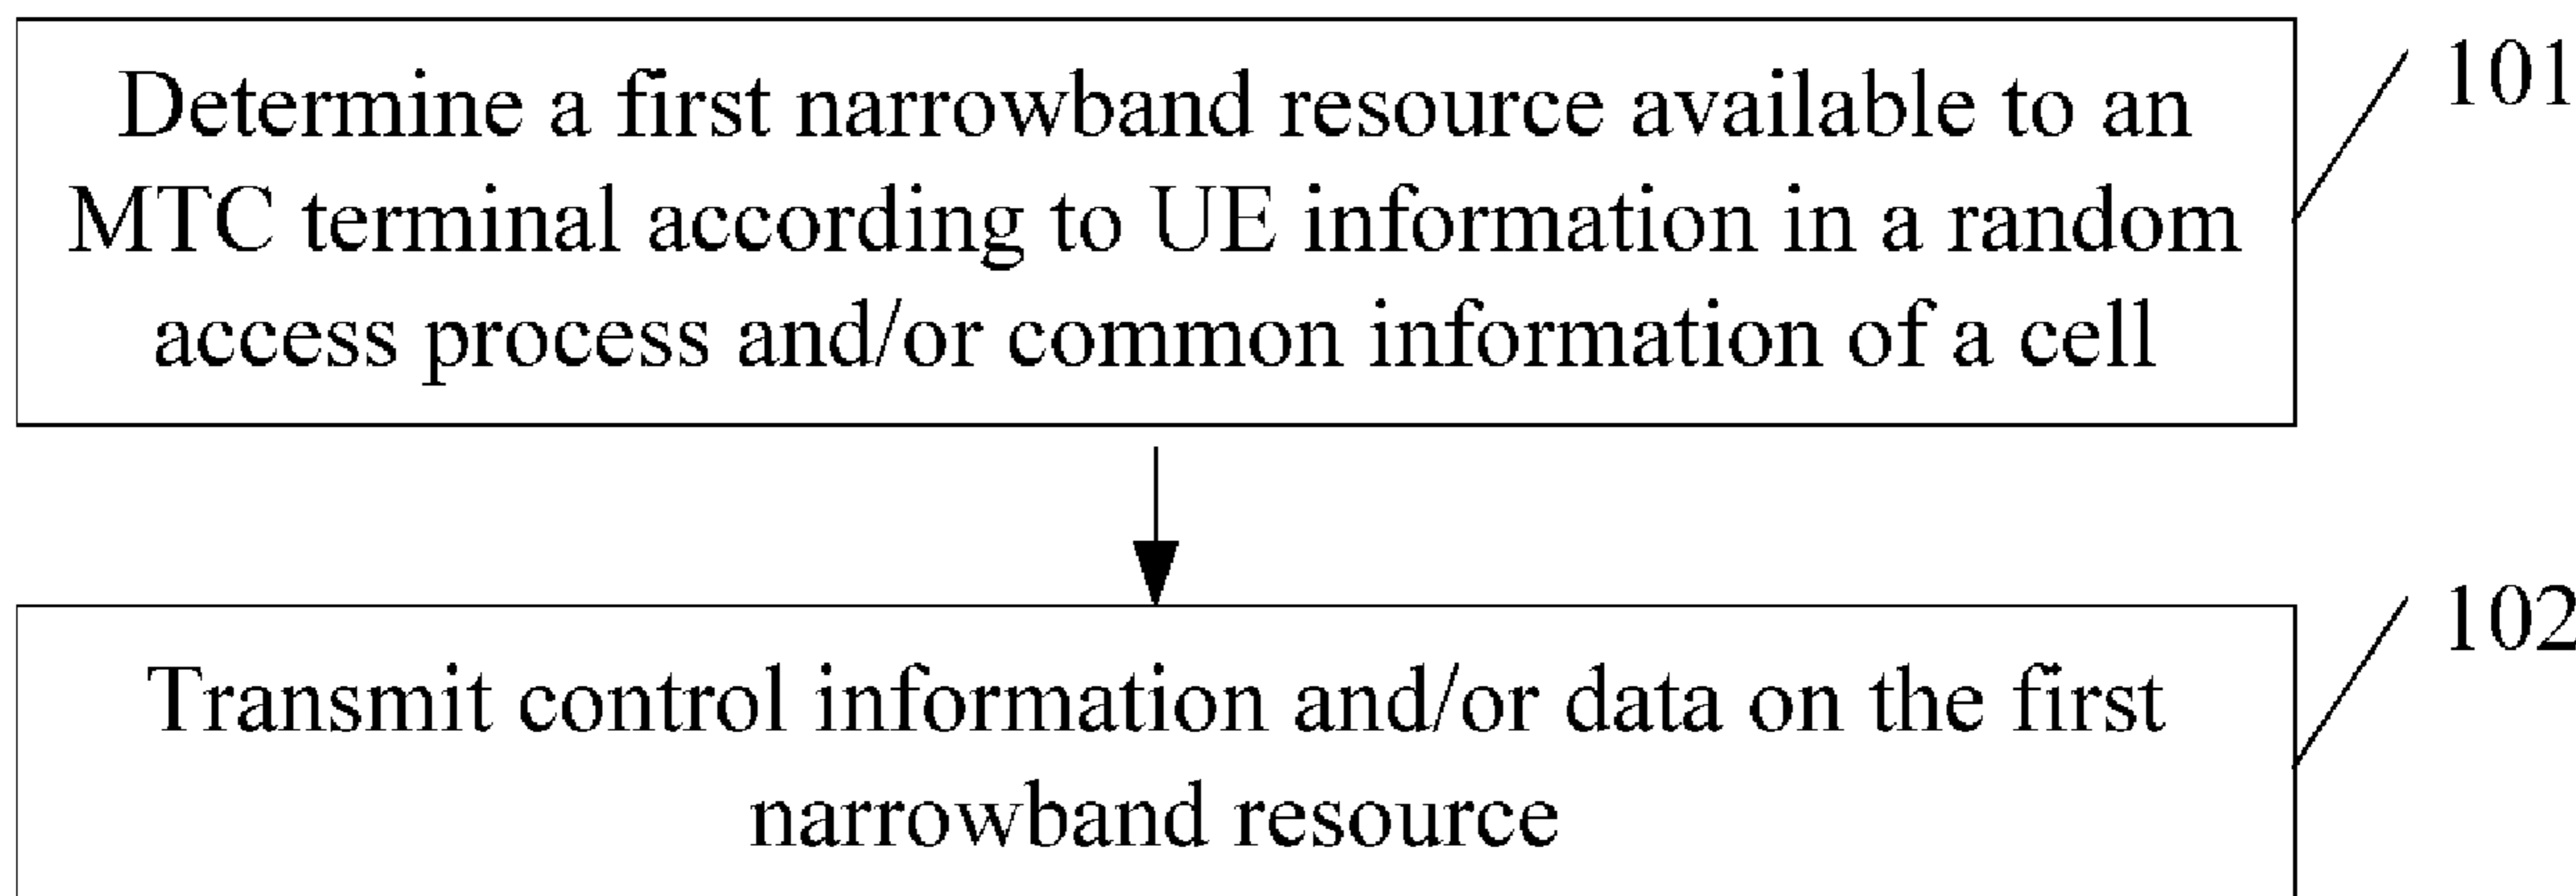 Determine a first narrowband resource available to an
MTC terminal according to UE information in a random
access process and/or common information of a cell
101
Transmit control information and/or data on the first
narrowband resource
102